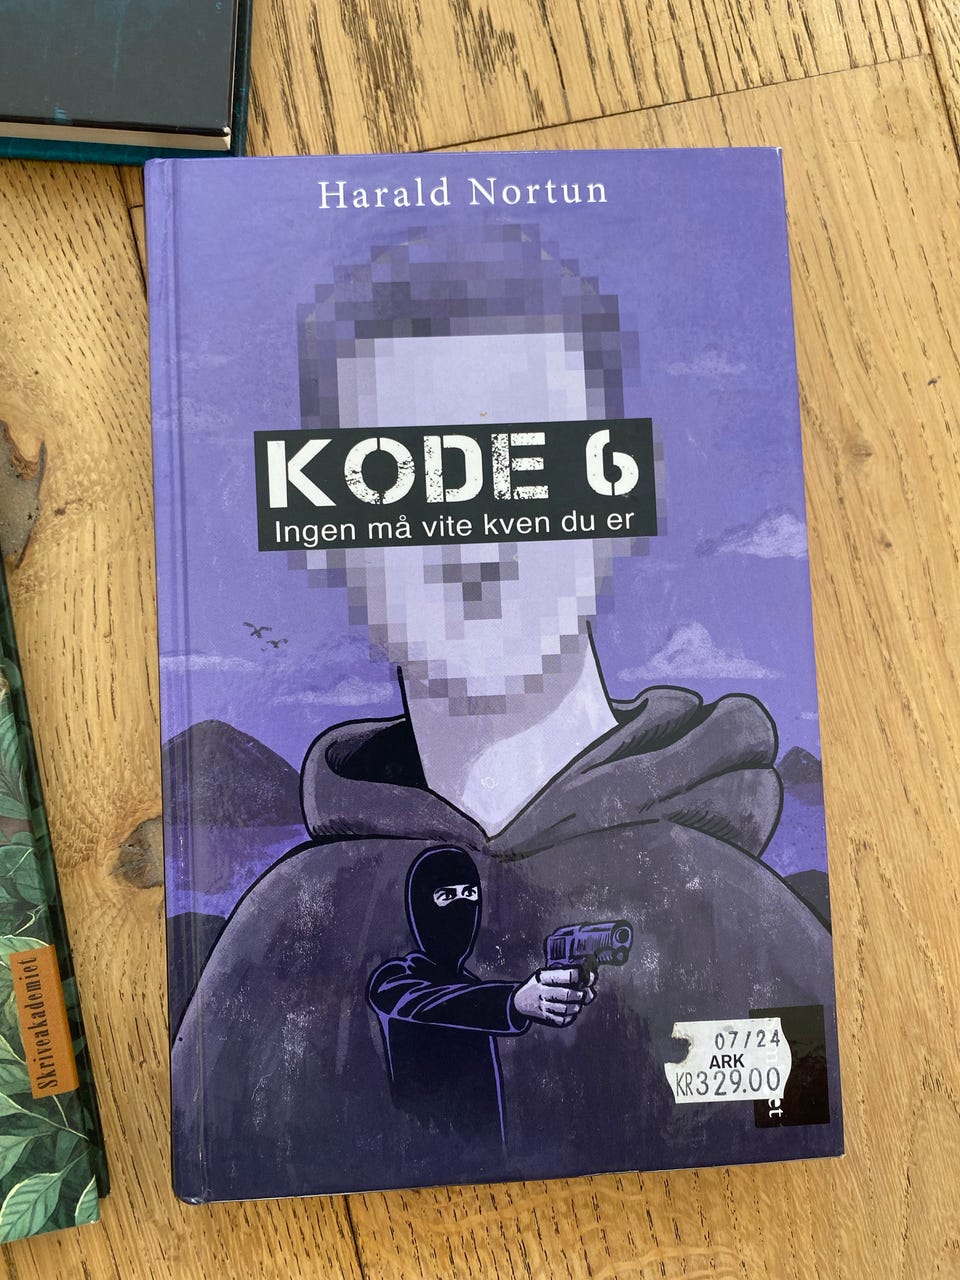 Harald Nortun
KODE 6
Ingen må vite kven du er
Skriveakademiet
07/24
ARK
KR329.00